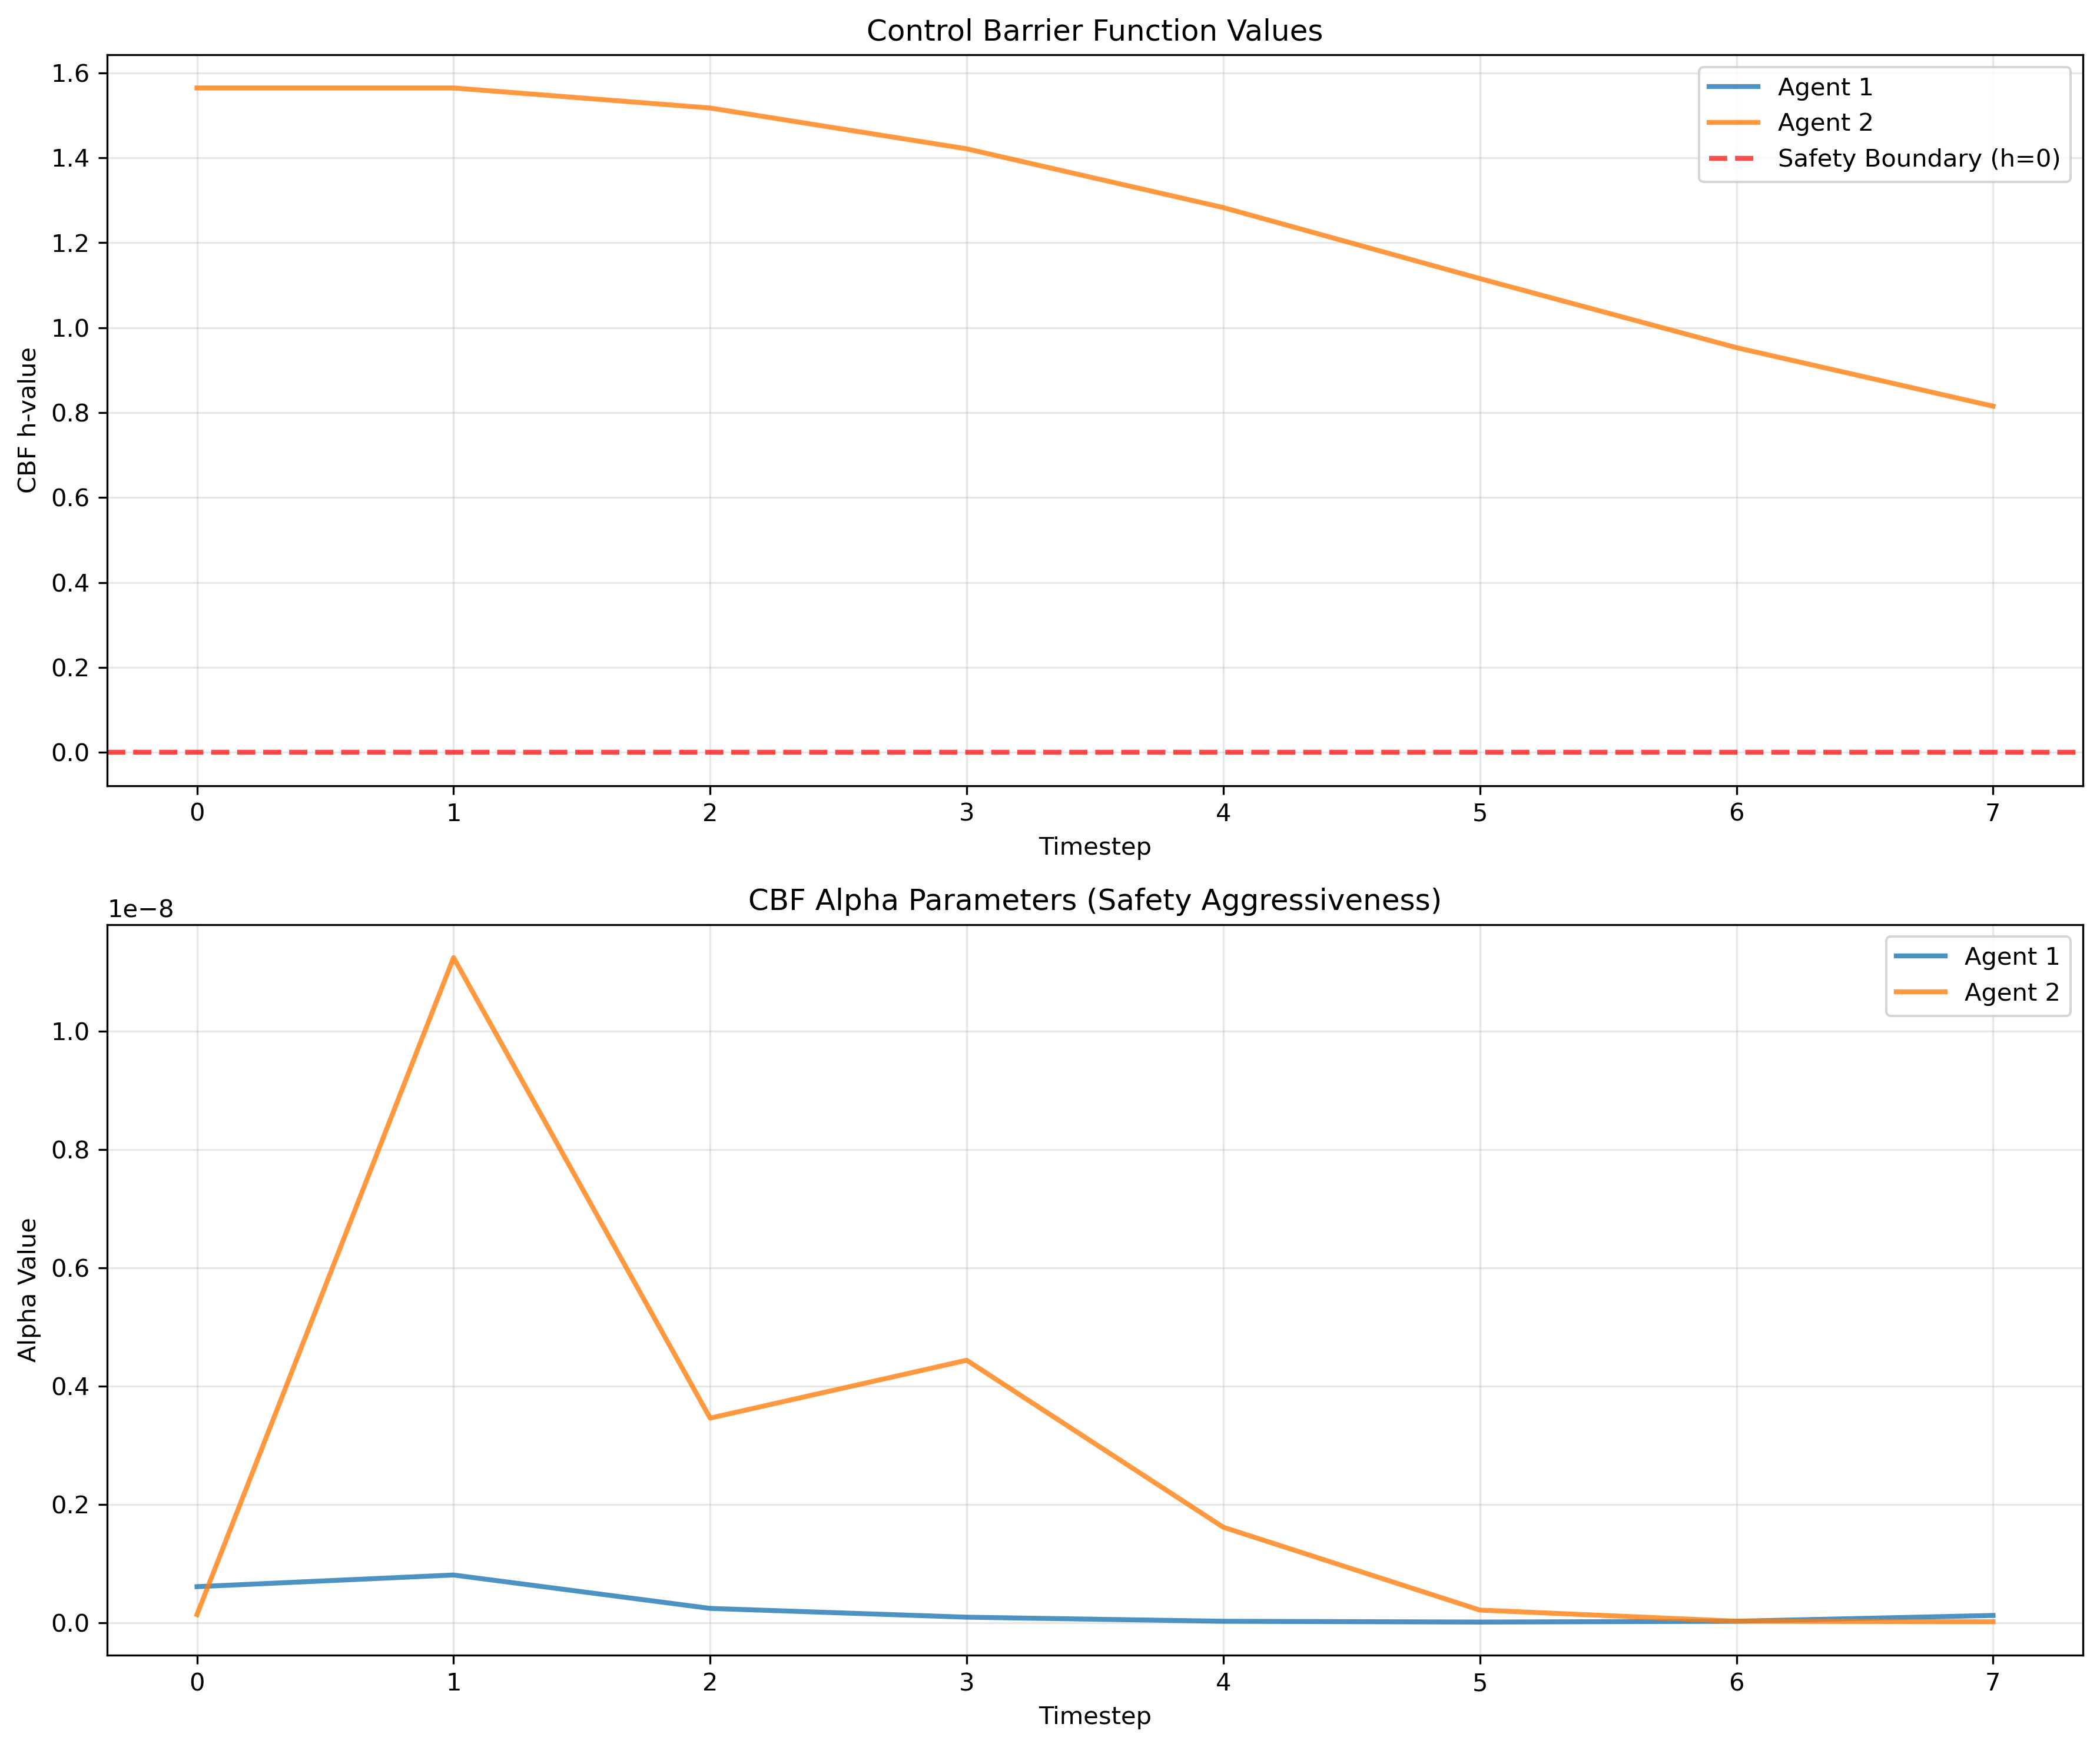 Control Barrier Function Values
1.6
1.4
1.2
1.0
0.8
0.6
0.4
0.2
0.0
CBF h-value
Agent 1
Agent 2
Safety Boundary (h=0)
0 1 2 3 4 5 6 7
Timestep
CBF Alpha Parameters (Safety Aggressiveness)
1e−8
1.0
0.8
0.6
0.4
0.2
0.0
Alpha Value
Agent 1
Agent 2
0 1 2 3 4 5 6 7
Timestep